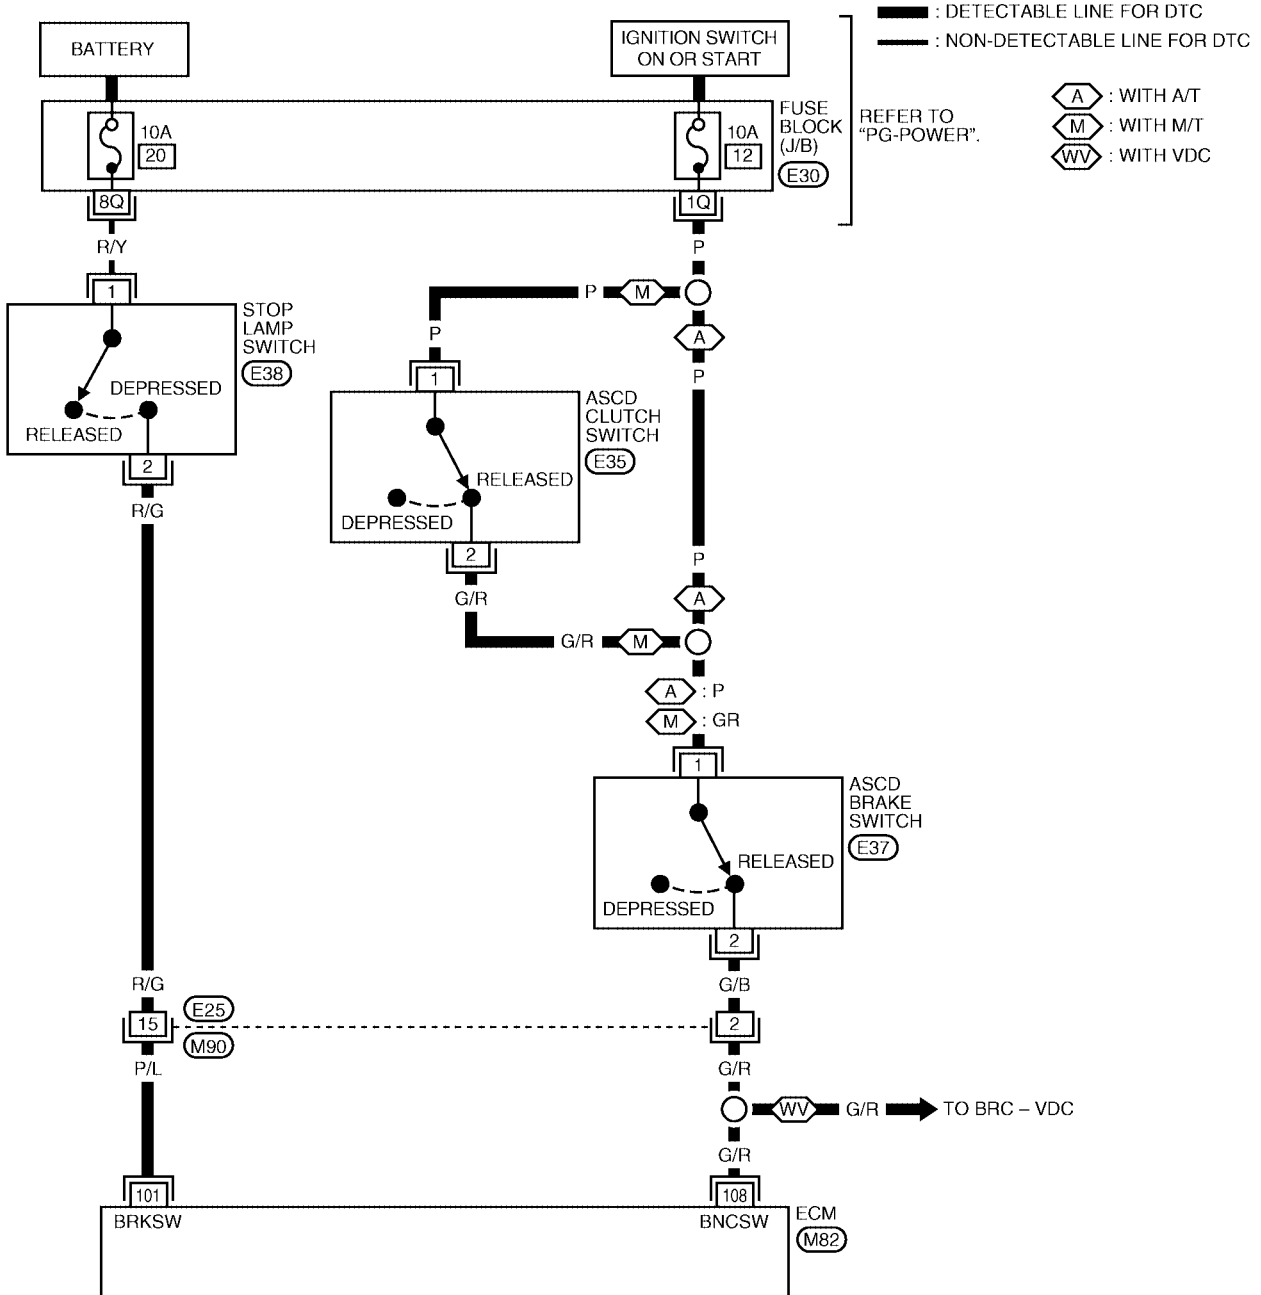 BATTERY
IGNITION SWITCH
ON OR START
: DETECTABLE LINE FOR DTC
: NON-DETECTABLE LINE FOR DTC
A : WITH A/T
M : WITH M/T
WV : WITH VDC
REFER TO
“PG-POWER”.
10A
20
10A
12
FUSE
BLOCK
(J/B)
E30
8Q
1Q
R/Y
P
1
STOP
LAMP
SWITCH
E38
DEPRESSED
RELEASED
2
R/G
P
M
A
P
P
1
ASCD
CLUTCH
SWITCH
E35
RELEASED
DEPRESSED
2
G/R
P
A
G/R
M
A : P
M : GR
1
ASCD
BRAKE
SWITCH
E37
RELEASED
DEPRESSED
2
R/G
G/B
15
E25
M90
2
P/L
G/R
WV
G/R
TO BRC – VDC
G/R
101
108
BRKSW
BNCSW
ECM
M82